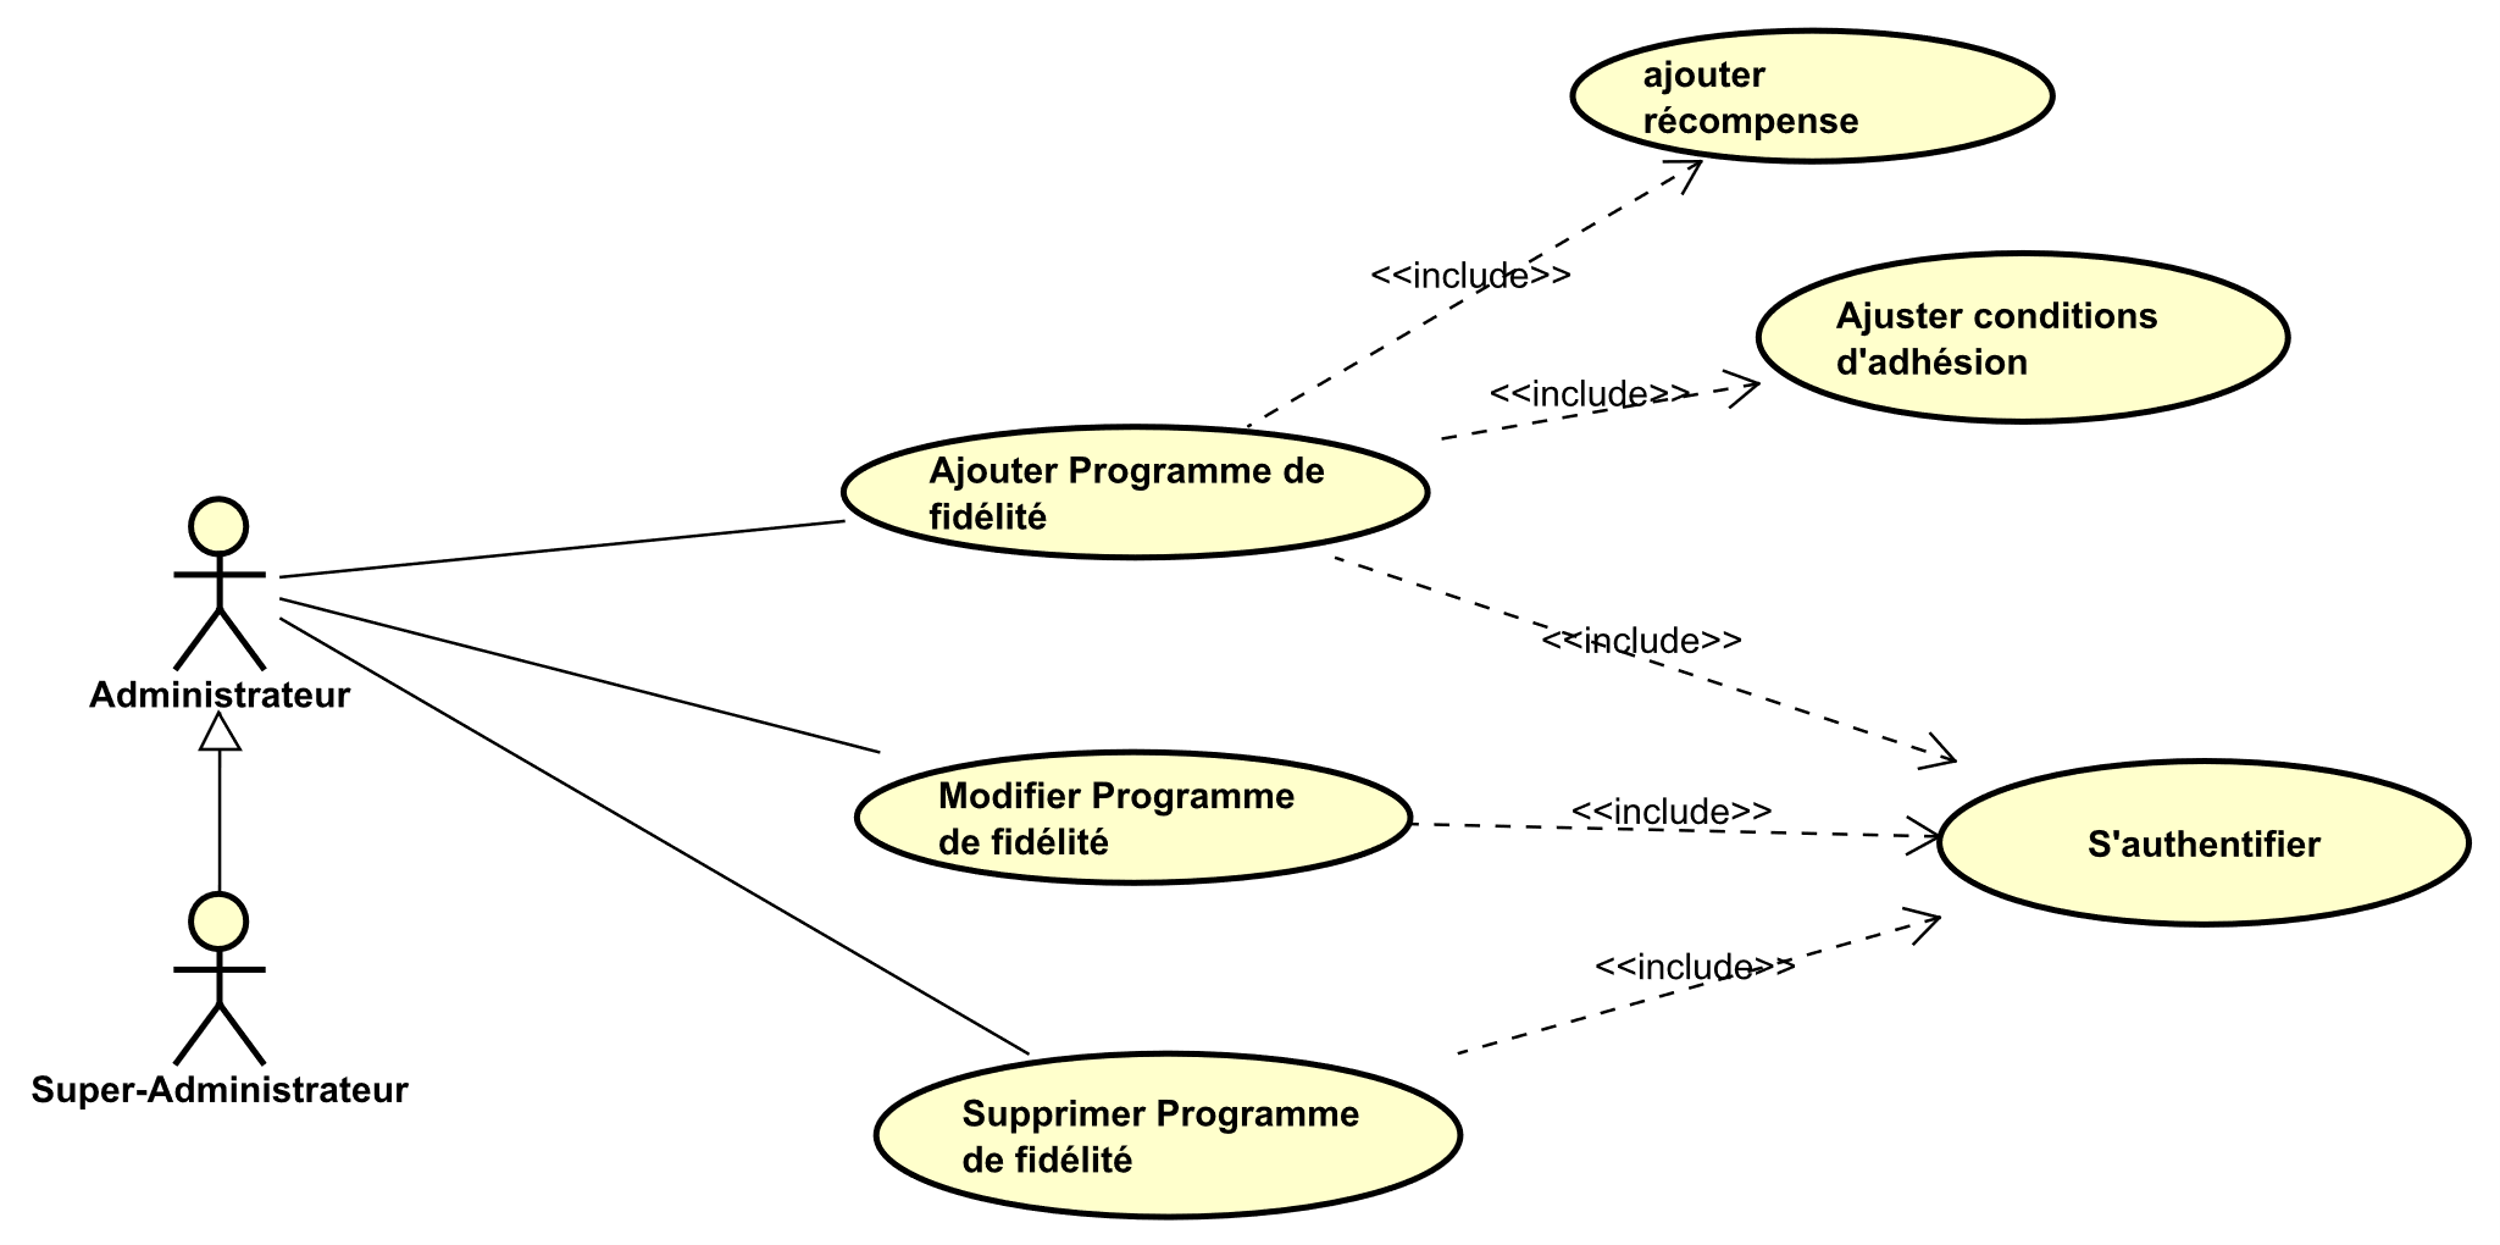 ajouter
récompense
<<include>>
Ajuster conditions
d'adhésion
<<include>>
Ajouter Programme de
fidélité
<<include>>
Administrateur
Modifier Programme
de fidélité
<<include>>
S'authentifier
<<include>>
Super-Administrateur
Supprimer Programme
de fidélité